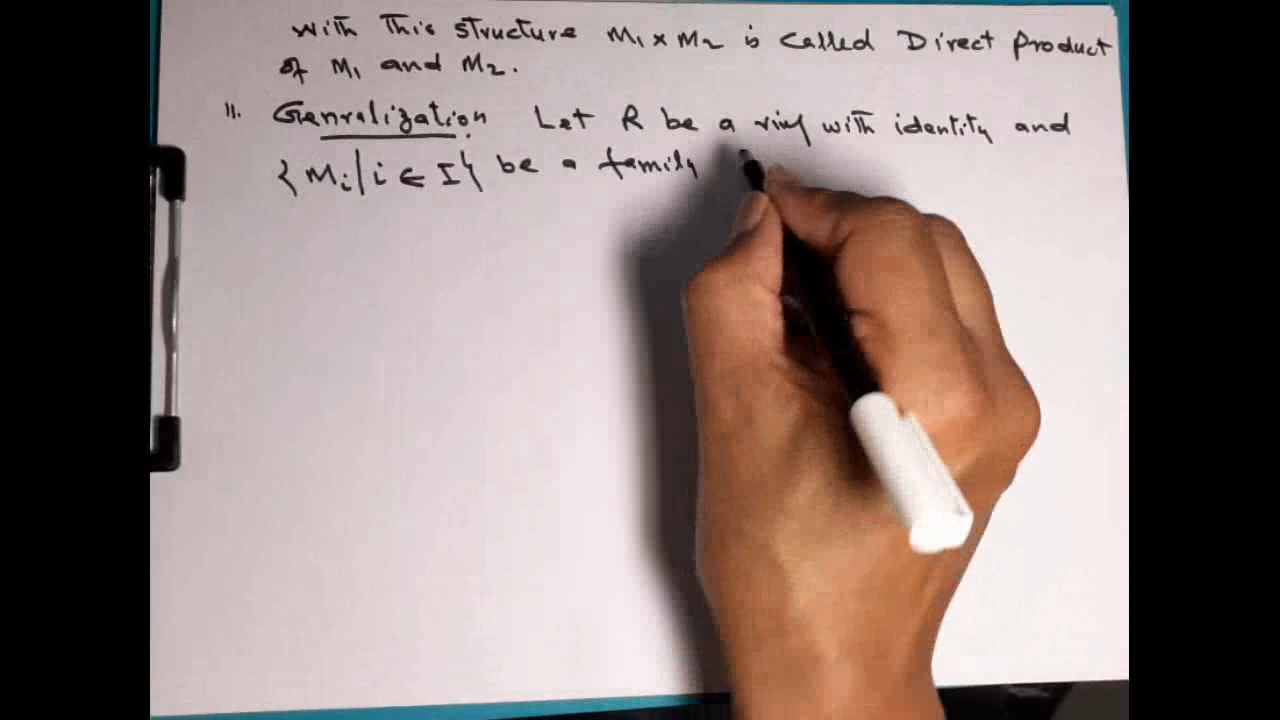 with This structure M₁ x M₂ is called Direct product
of M₁ and M₂.
11. Genralization Let R be a ring with identity and
{Mi/i ∈ I} be a family